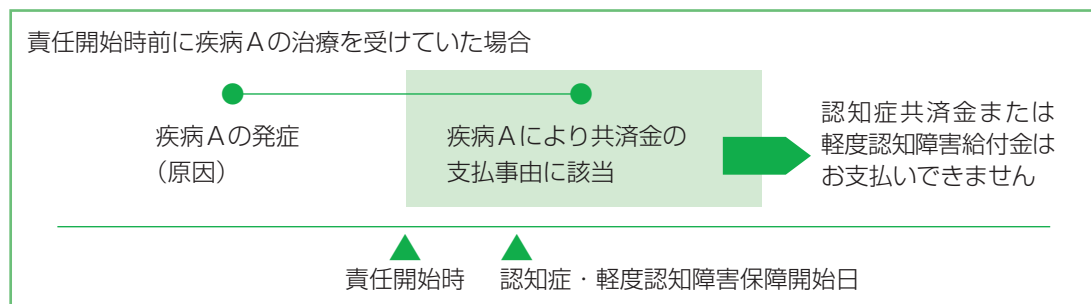 責任開始時前に疾病Aの治療を受けていた場合
疾病Aの発症
(原因)
疾病Aにより共済金の
支払事由に該当
認知症共済金または
軽度認知障害給付金は
お支払いできません
責任開始時
認知症・軽度認知障害保障開始日